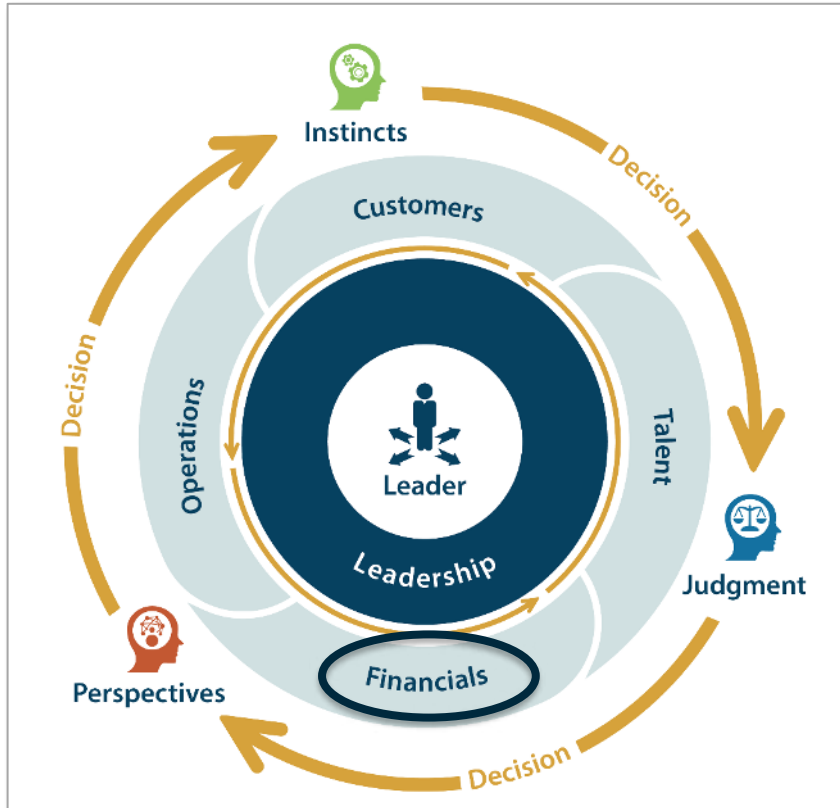 Instincts
Decision
Customers
Decision
Operations
Talent
Leader
Judgment
Leadership
Perspectives
Financials
Decision